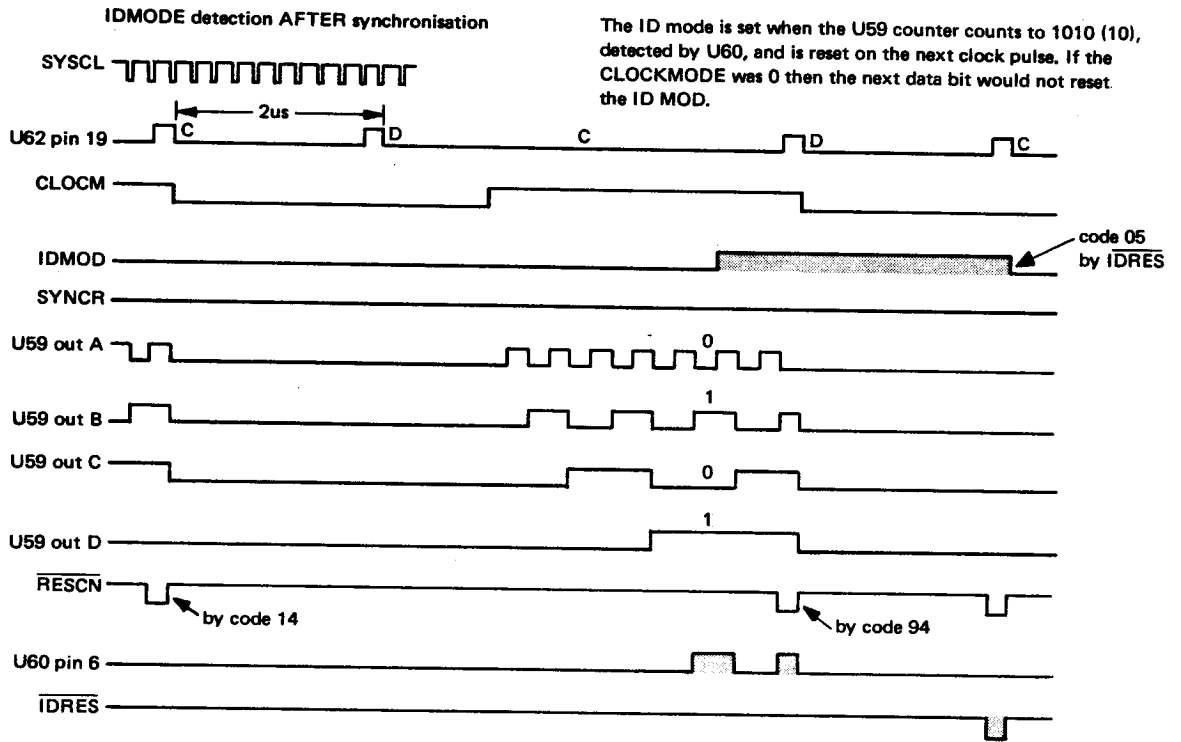 IDMODE detection AFTER synchronisation
The ID mode is set when the U59 counter counts to 1010 (10),
detected by U60, and is reset on the next clock pulse. If the
CLOCKMODE was 0 then the next data bit would not reset
the ID MOD.
SYSCL
2us
U62 pin 19
C
D
C
D
C
CLOCM
IDMOD
code 05
by IDRES
SYNCR
U59 out A
0
U59 out B
1
U59 out C
0
U59 out D
1
RESCN
by code 14
by code 94
U60 pin 6
IDRES